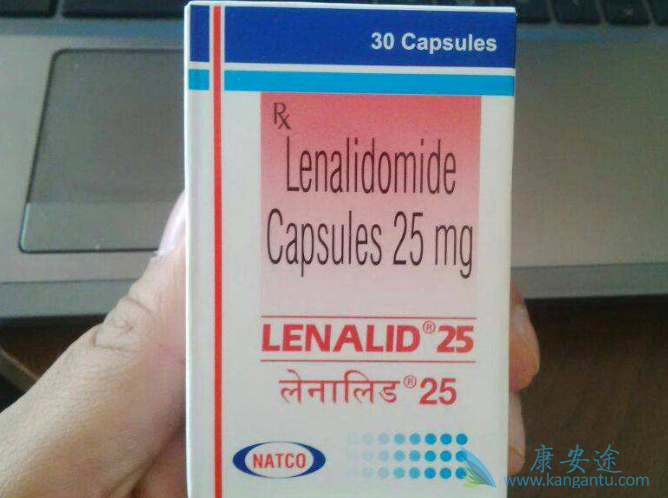 30 Capsules
Rx
Lenalidomide
Capsules 25 mg
LENALID® 25
लेनालिड® 25
NATCO
康安途
www.kangantu.com